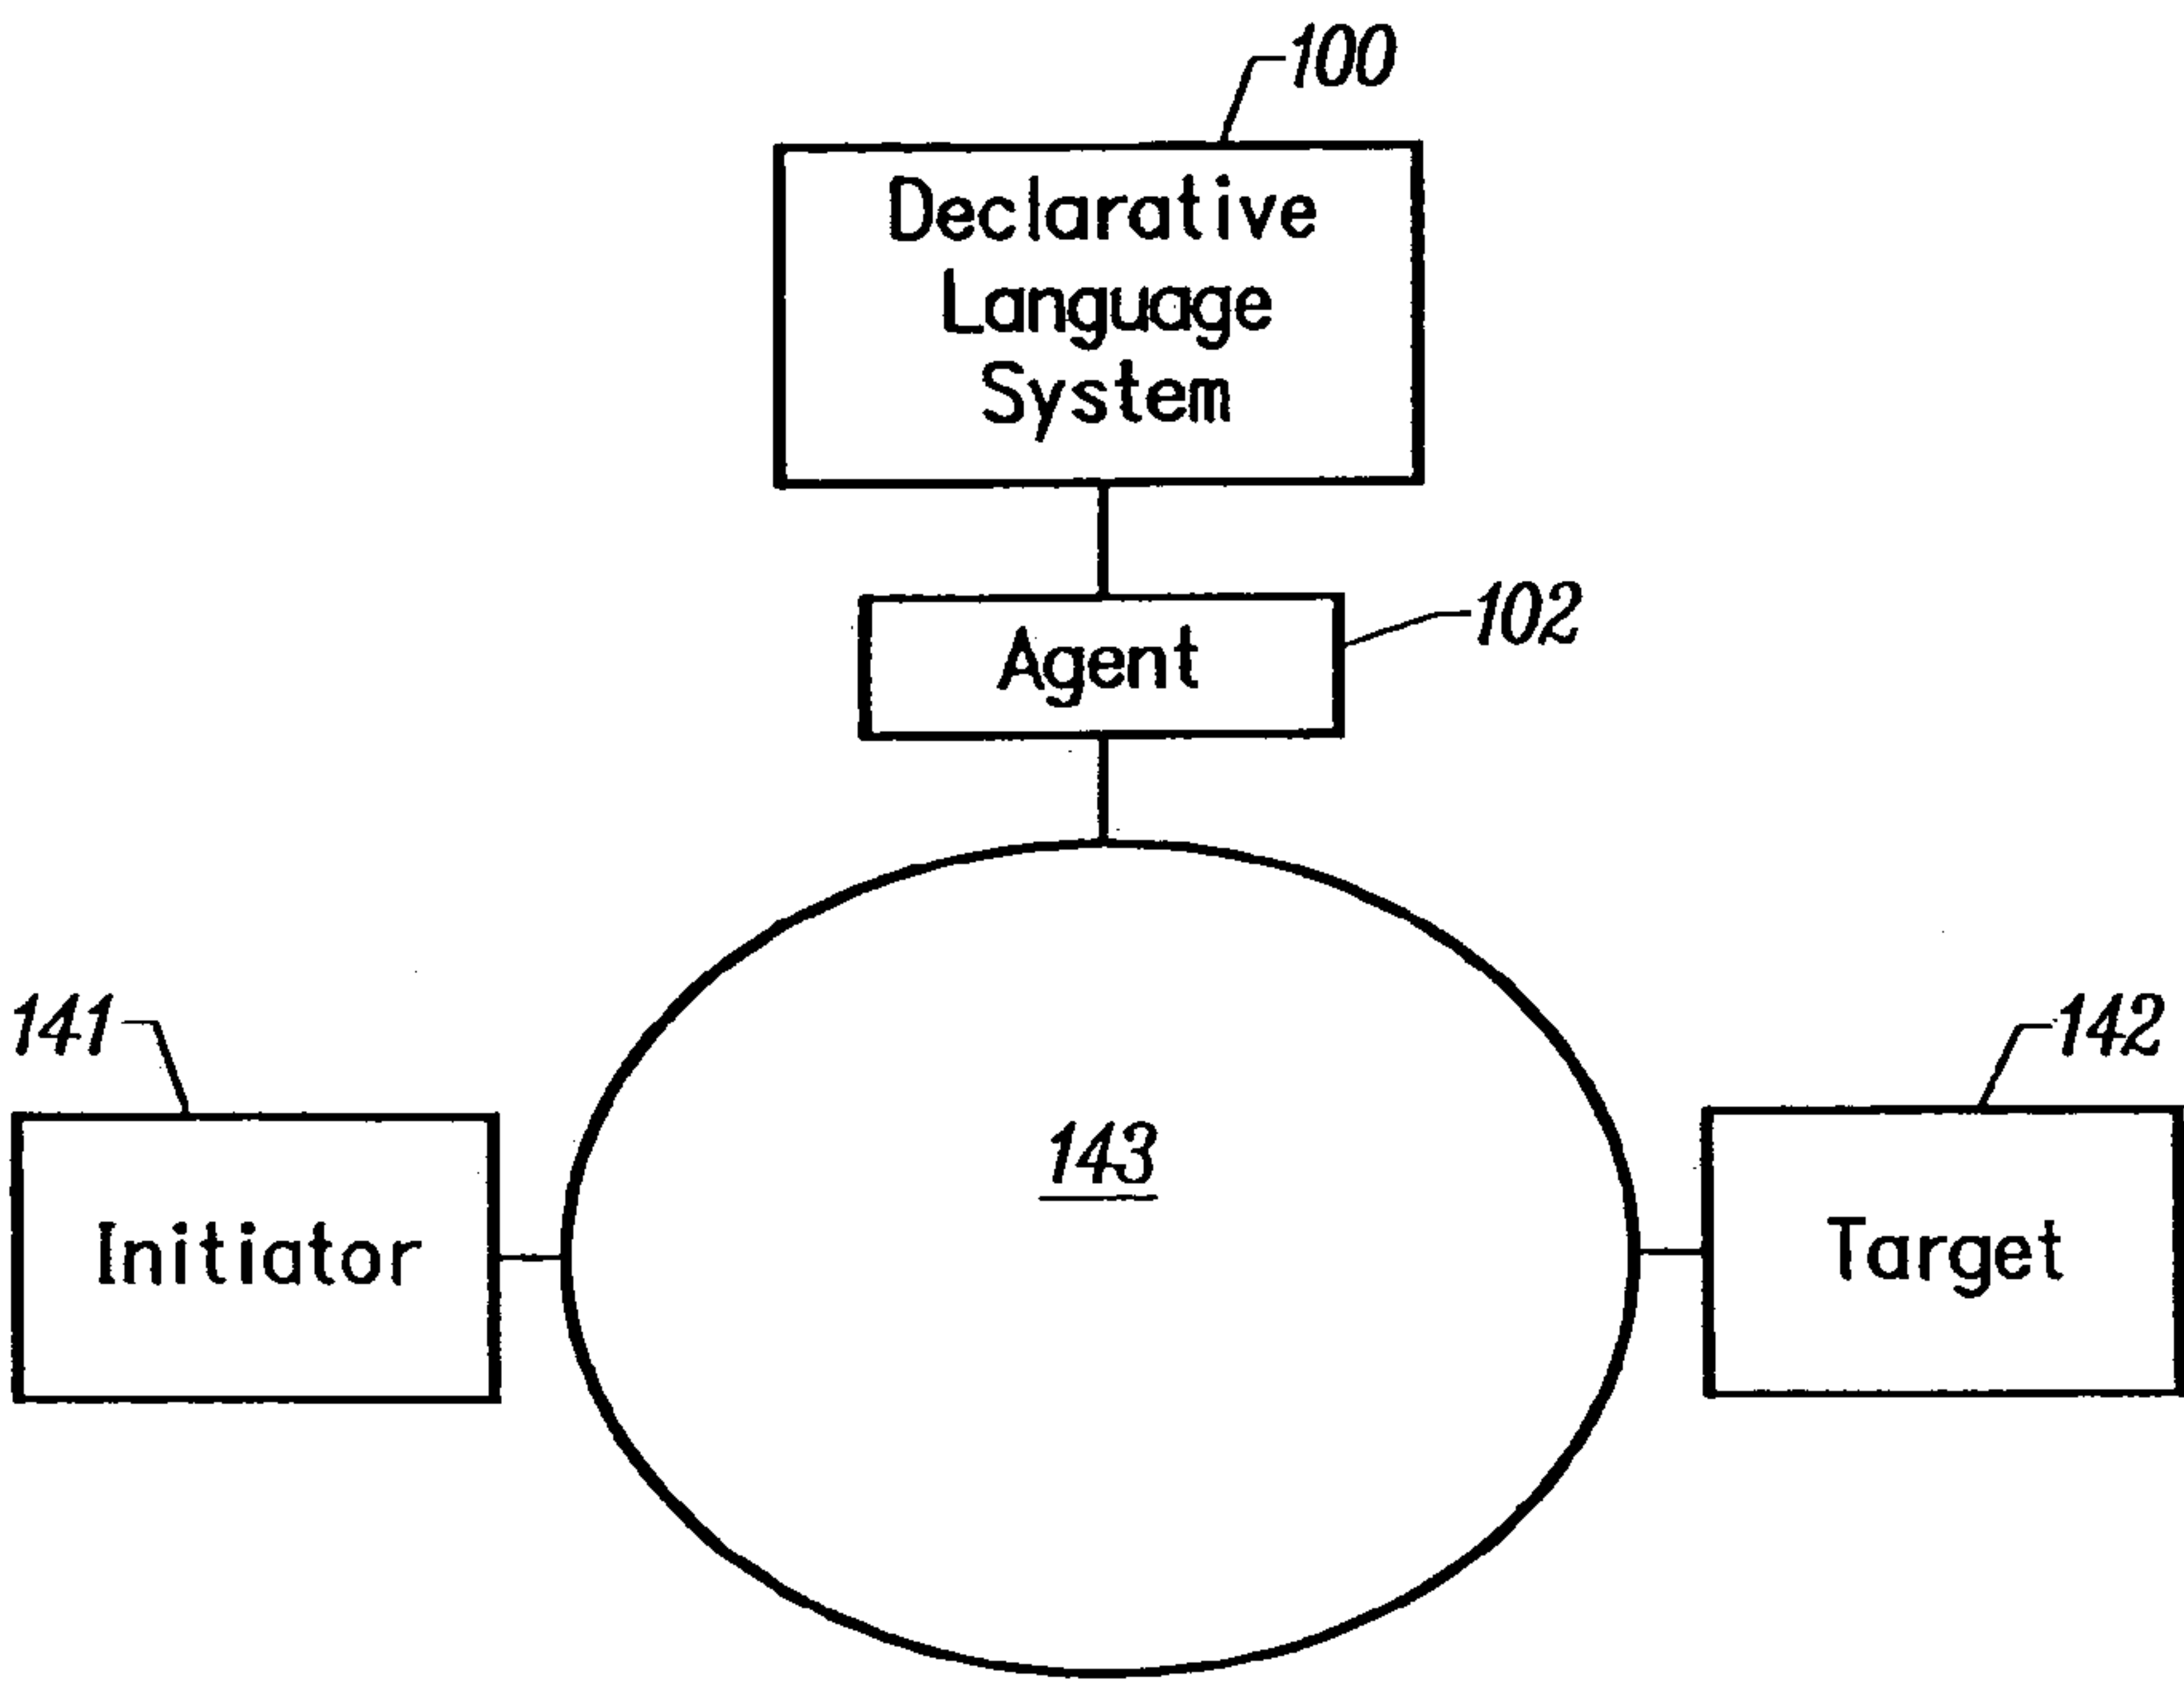 100
Declarative
Language
System
Agent
102
141
142
143
Initiator
Target